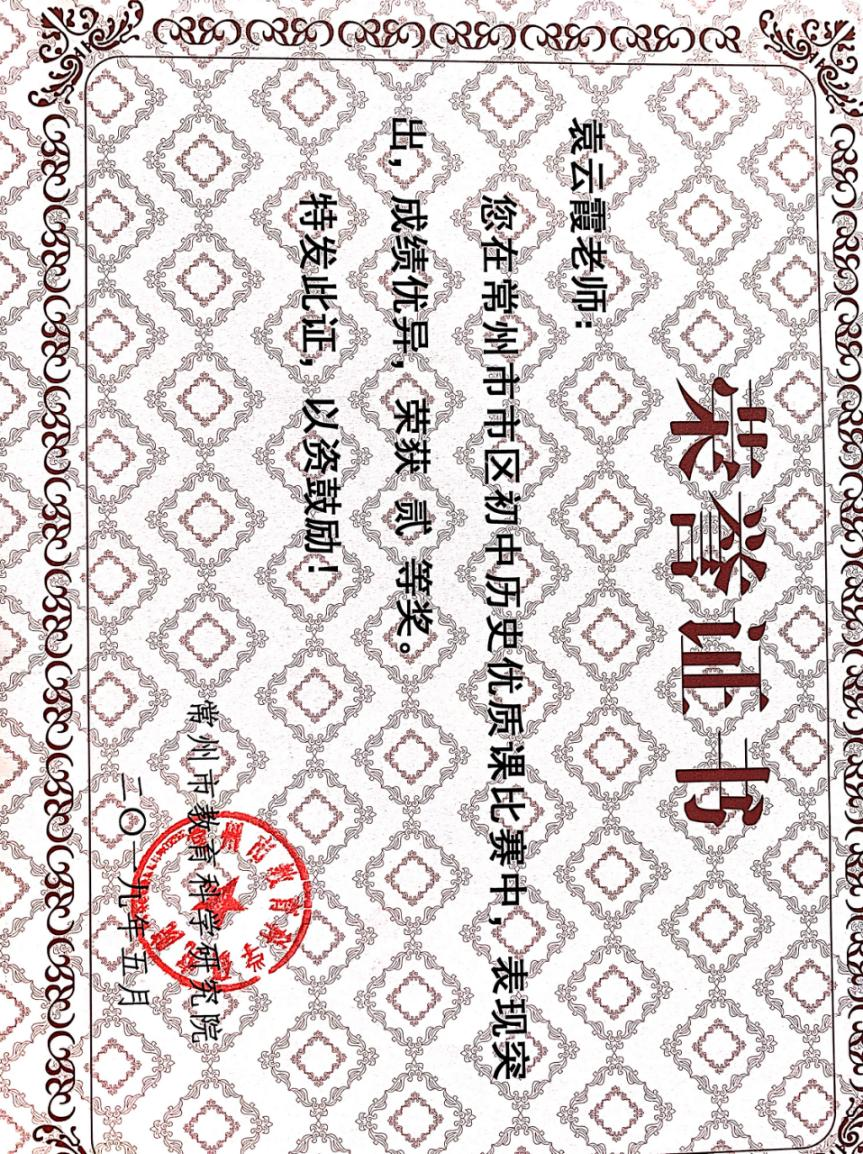 荣誉证书
袁云霞老师：
您在常州市市区初中历史优质课比赛中，表现突
出，成绩优异，荣获 贰 等奖。
特发此证，以资鼓励！
常州市教育科学研究院
二〇一九年五月